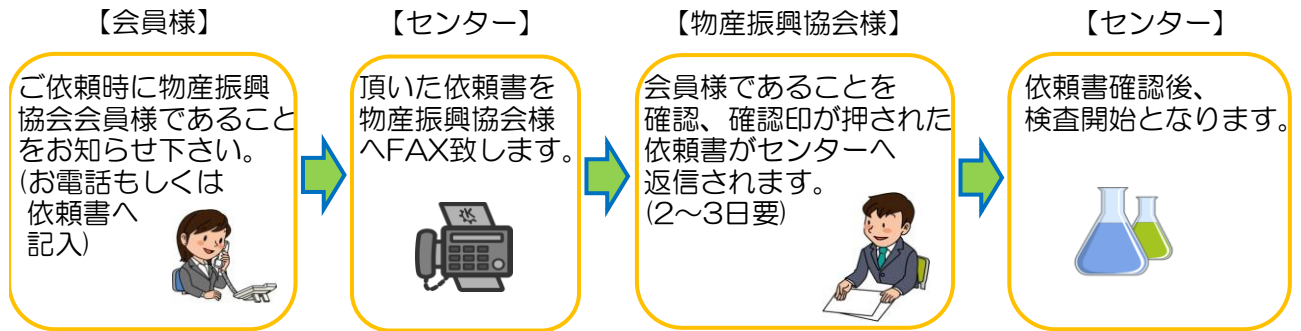 【会員様】
ご依頼時に物産振興
協会会員様であること
をお知らせ下さい。
(お電話もしくは
依頼書へ
記入)
【センター】
頂いた依頼書を
物産振興協会様
へFAX致します。
【物産振興協会様】
会員様であることを
確認、確認印が押された
依頼書がセンターへ
返信されます。
(2～3日要)
【センター】
依頼書確認後、
検査開始となります。